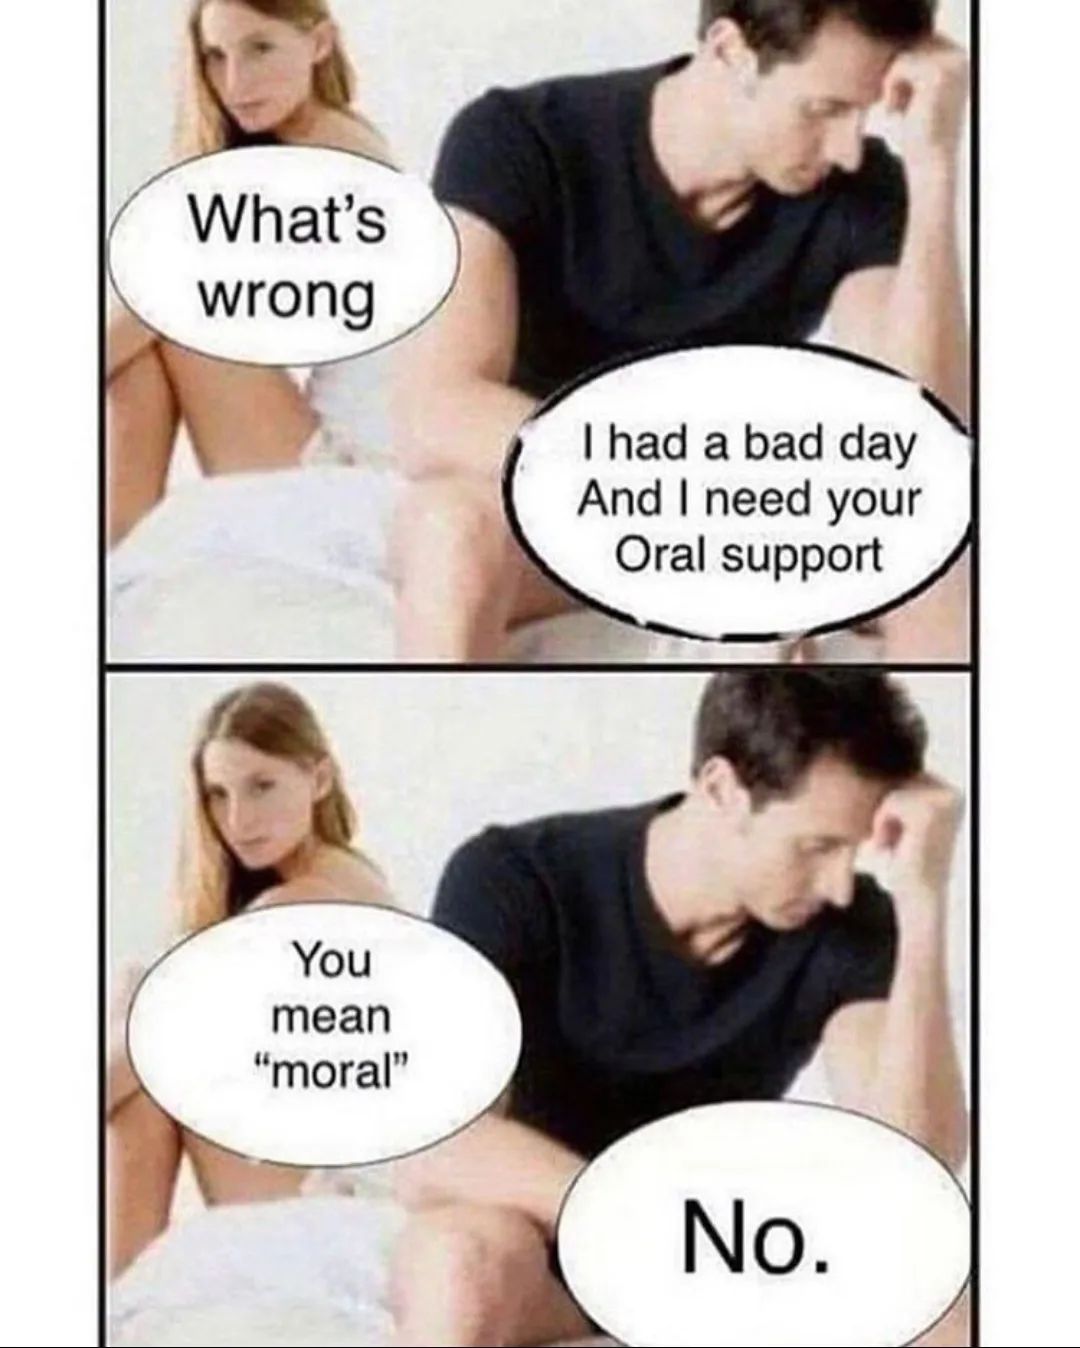 What's
wrong
I had a bad day
And I need your
Oral support
You
mean
“moral”
No.